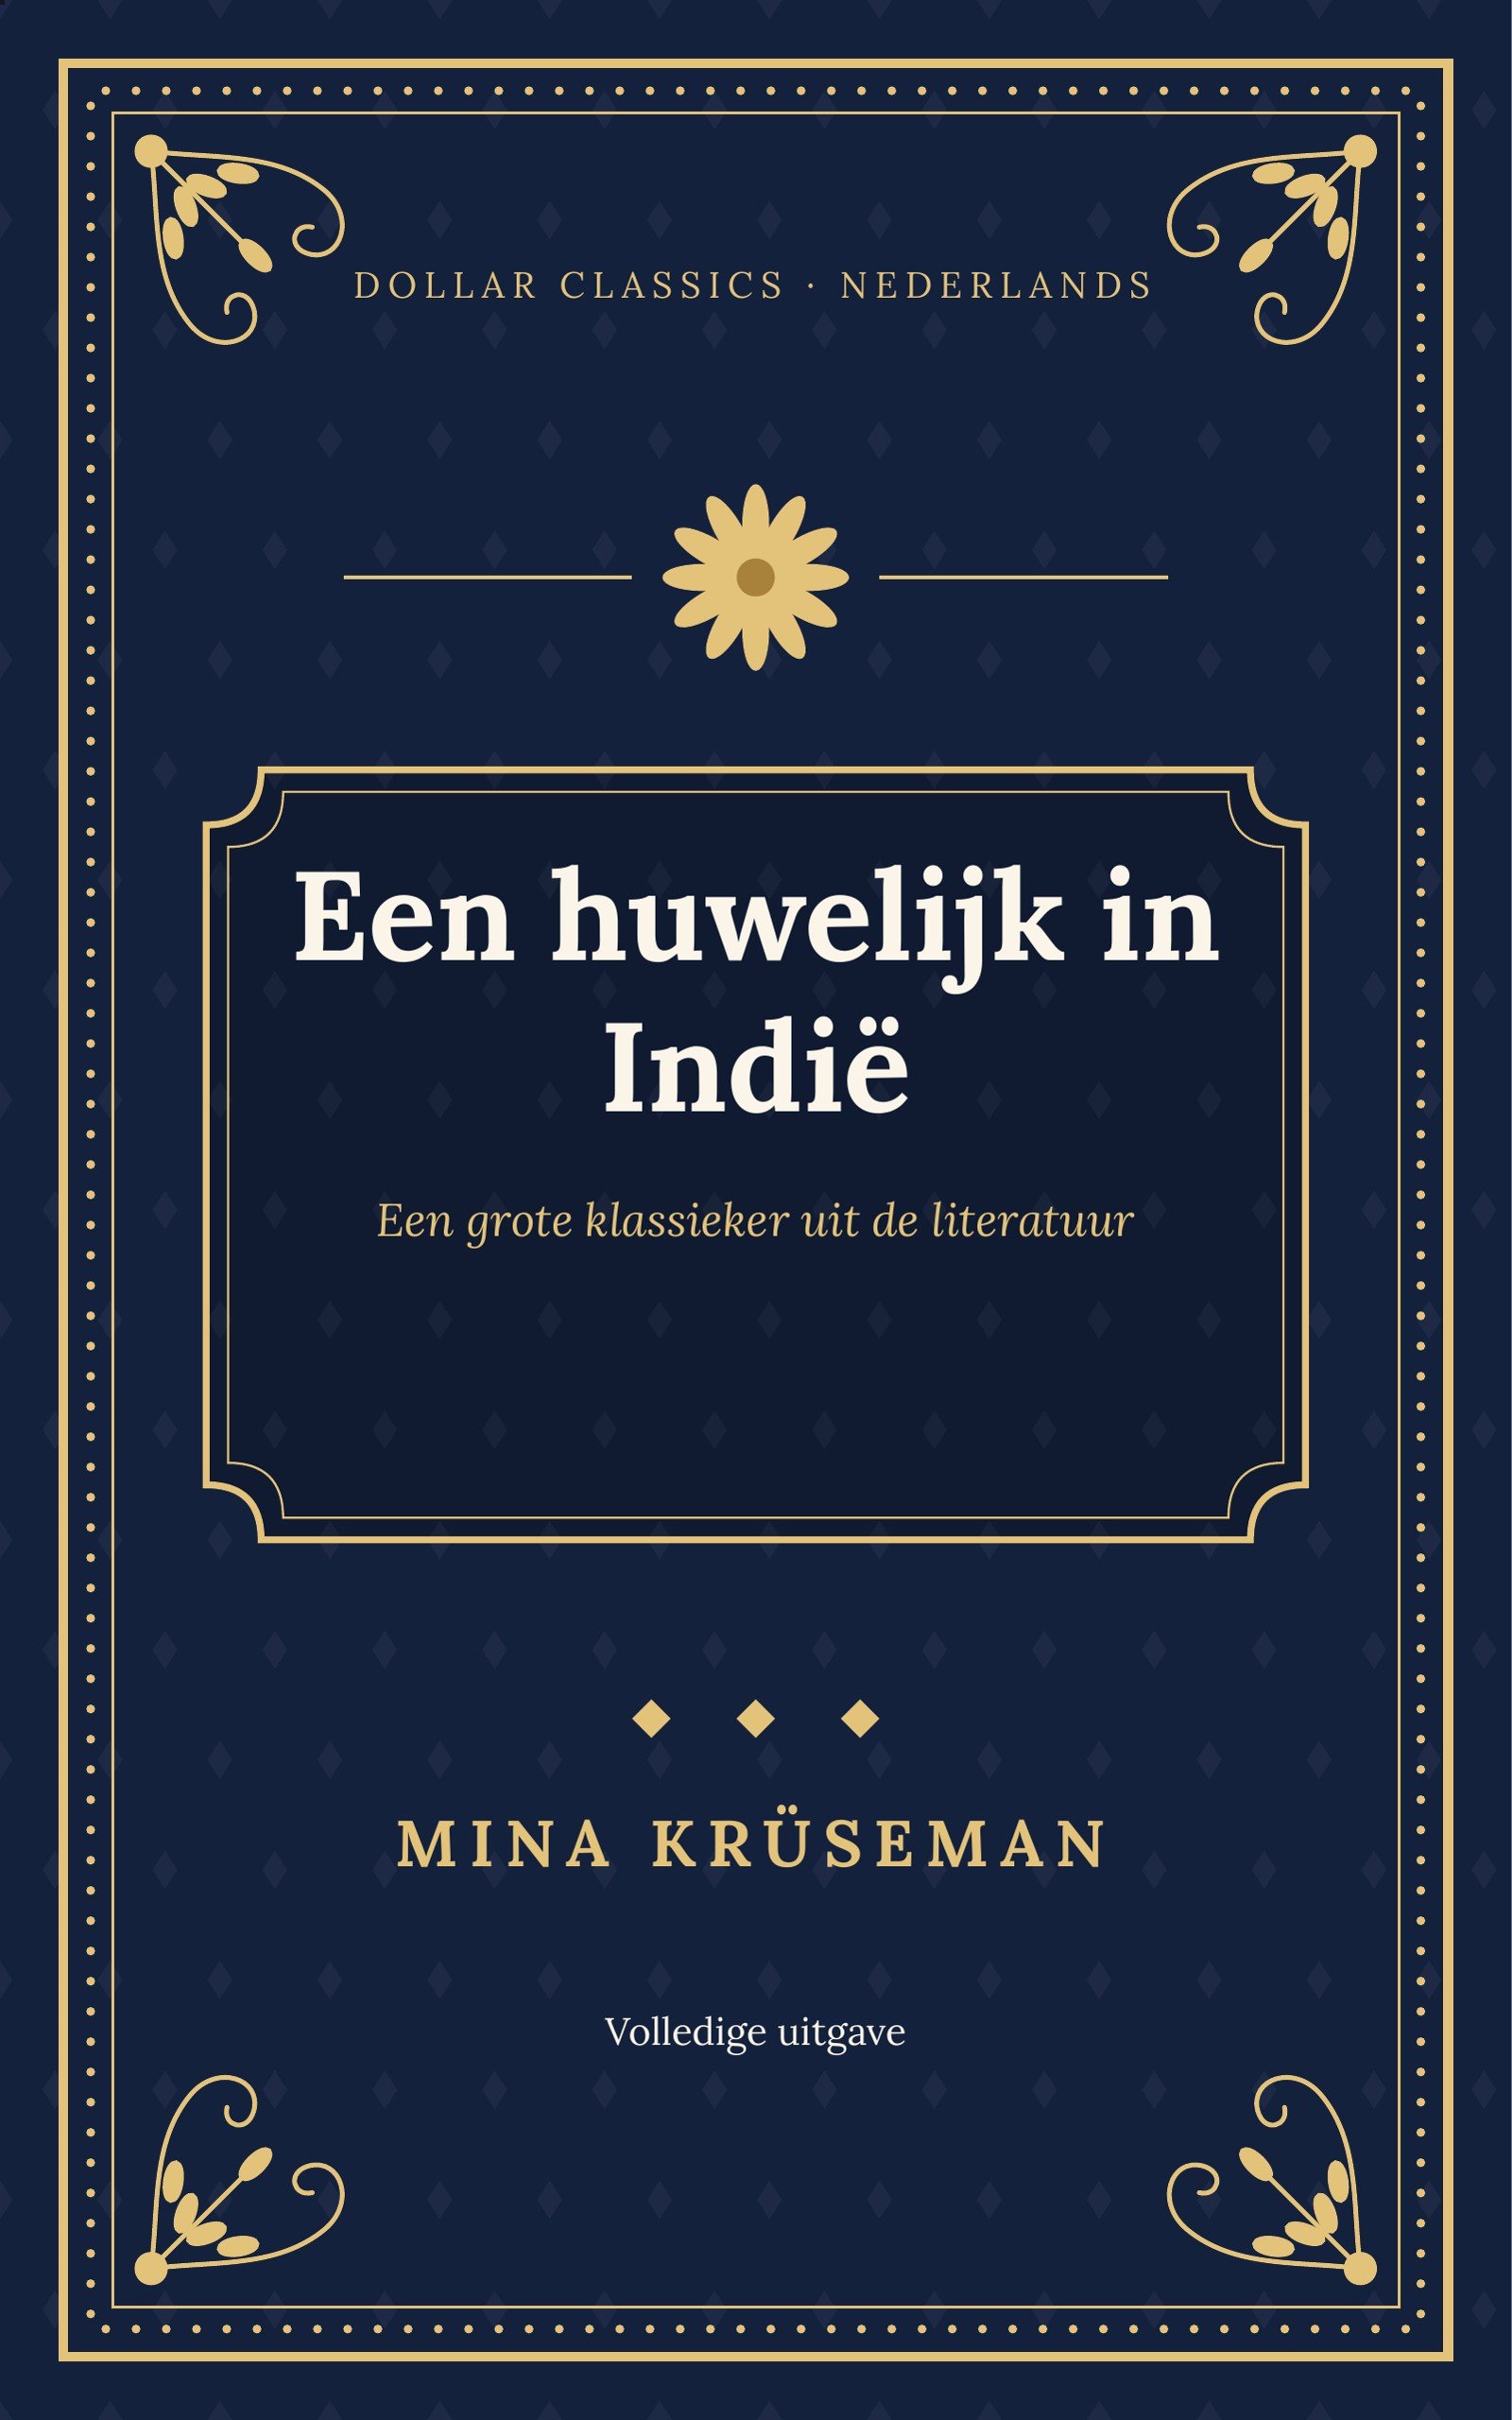 DOLLAR CLASSICS · NEDERLANDS
Een huwelijk in
Indië
Een grote klassieker uit de literatuur
MINA KRÜSEMAN
Volledige uitgave